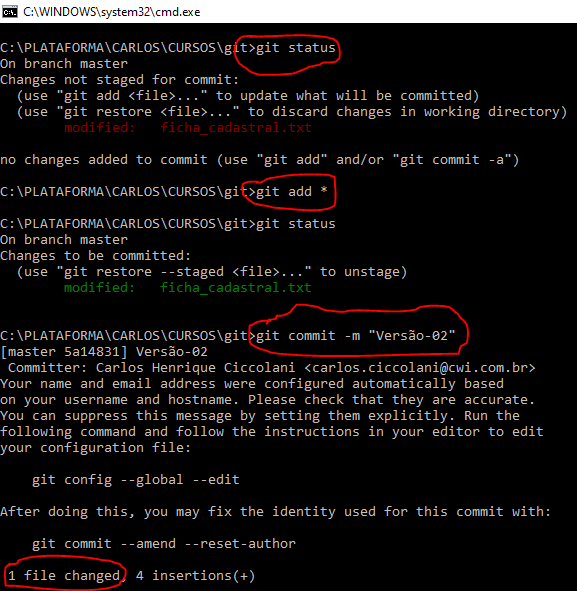 C:\WINDOWS\system32\cmd.exe
C:\PLATAFORMA\CARLOS\CURSOS\git>git status
On branch master
Changes not staged for commit:
  (use "git add <file>..." to update what will be committed)
  (use "git restore <file>..." to discard changes in working directory)
        modified:   ficha_cadastral.txt
no changes added to commit (use "git add" and/or "git commit -a")
C:\PLATAFORMA\CARLOS\CURSOS\git>git add *
C:\PLATAFORMA\CARLOS\CURSOS\git>git status
On branch master
Changes to be committed:
  (use "git restore --staged <file>..." to unstage)
        modified:   ficha_cadastral.txt
C:\PLATAFORMA\CARLOS\CURSOS\git>git commit -m "Versão-02"
[master 5a14831] Versão-02
 Committer: Carlos Henrique Ciccolani <carlos.ciccolani@cwi.com.br>
Your name and email address were configured automatically based
on your username and hostname. Please check that they are accurate.
You can suppress this message by setting them explicitly. Run the
following command and follow the instructions in your editor to edit
your configuration file:
    git config --global --edit
After doing this, you may fix the identity used for this commit with:
    git commit --amend --reset-author
 1 file changed, 4 insertions(+)